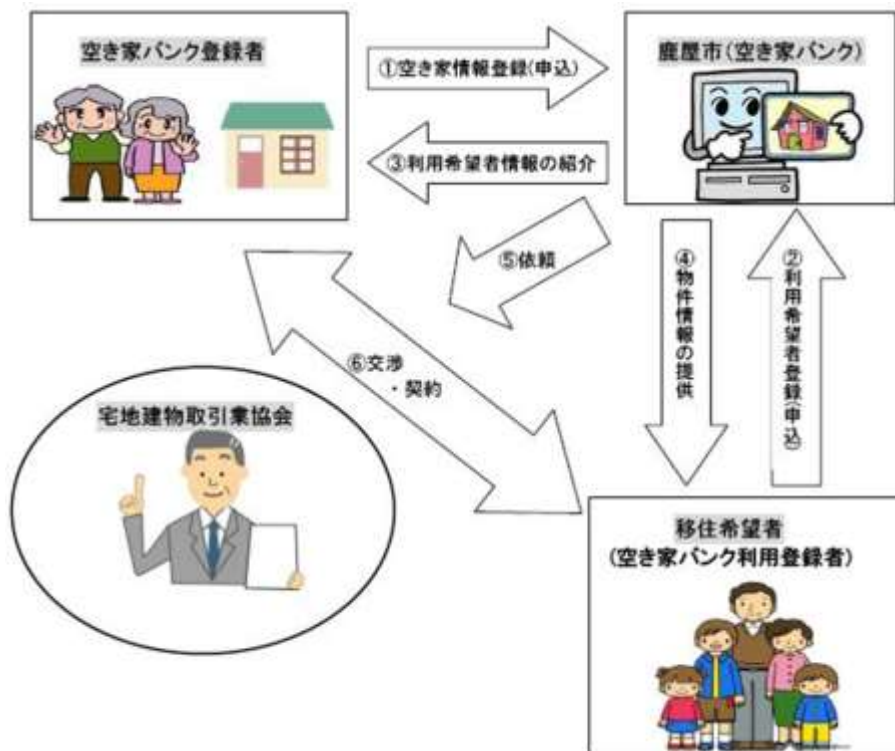 空き家バンク登録者
①空き家情報登録(申込)
鹿屋市(空き家バンク)
③利用希望者情報の紹介
⑤依頼
④物件情報の提供
②利用希望者登録(申込)
⑥交渉
・契約
宅地建物取引業協会
移住希望者
(空き家バンク利用登録者)